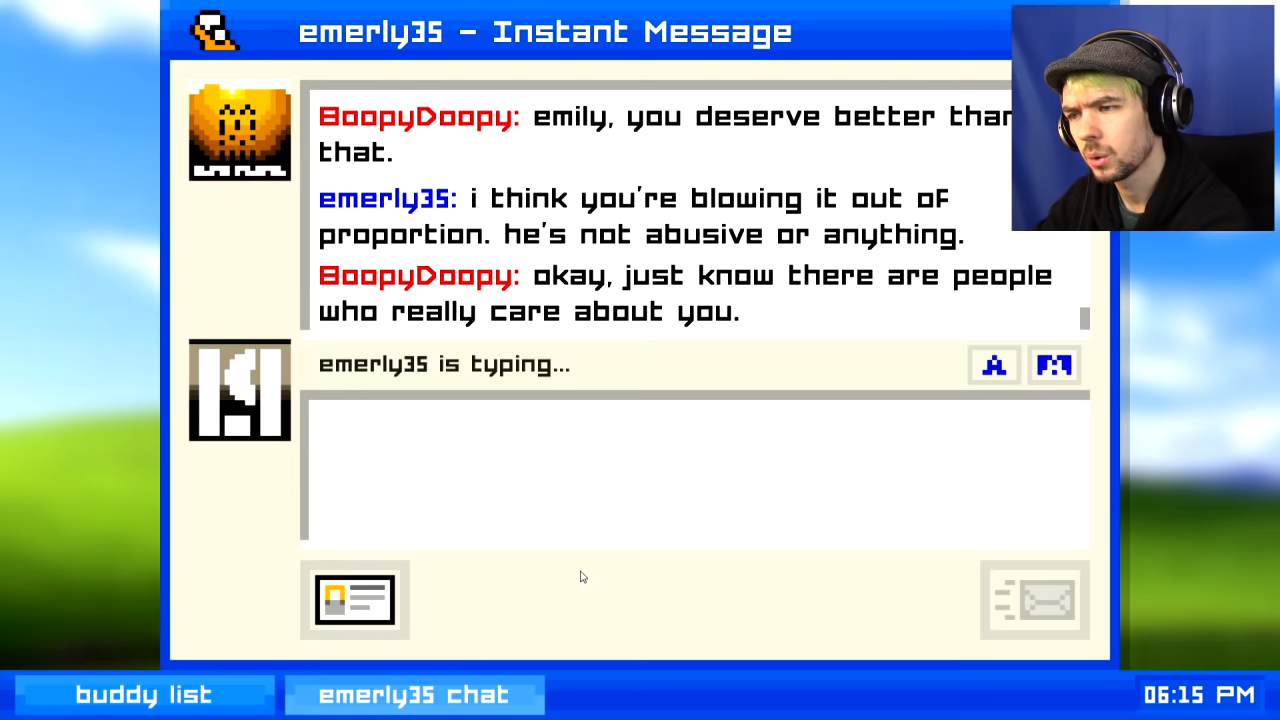 emerly35 - Instant Message
BoopyDoopy: emily, you deserve better than
that.
emerly35: i think you're blowing it out of
proportion. he's not abusive or anything.
BoopyDoopy: okay, just know there are people
who really care about you.
emerly35 is typing...
A
buddy list
emerly35 chat
06:15 PM